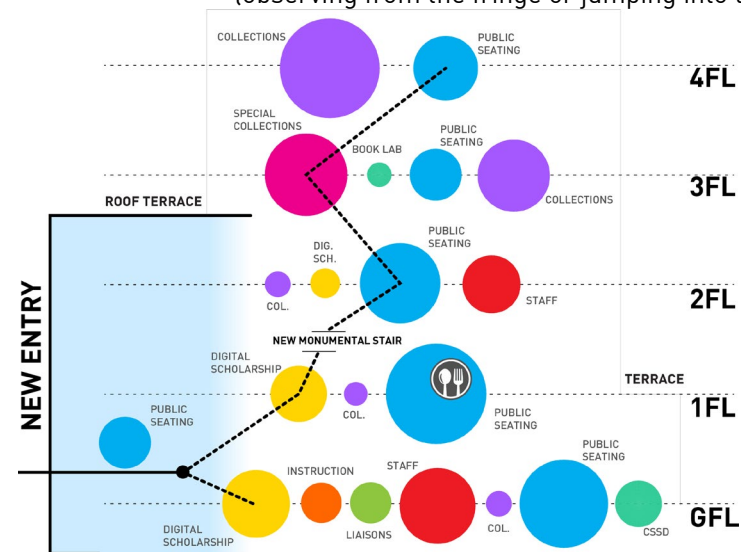 COLLECTIONS
PUBLIC
SEATING
4FL
SPECIAL
COLLECTIONS
BOOK LAB
PUBLIC
SEATING
COLLECTIONS
3FL
ROOF TERRACE
PUBLIC
SEATING
DIG.
SCH.
COL.
STAFF
2FL
NEW ENTRY
NEW MONUMENTAL STAIR
DIGITAL
SCHOLARSHIP
COL.
PUBLIC
SEATING
TERRACE
1FL
PUBLIC
SEATING
INSTRUCTION
STAFF
PUBLIC
SEATING
DIGITAL
SCHOLARSHIP
LIAISONS
COL.
CSSD
GFL